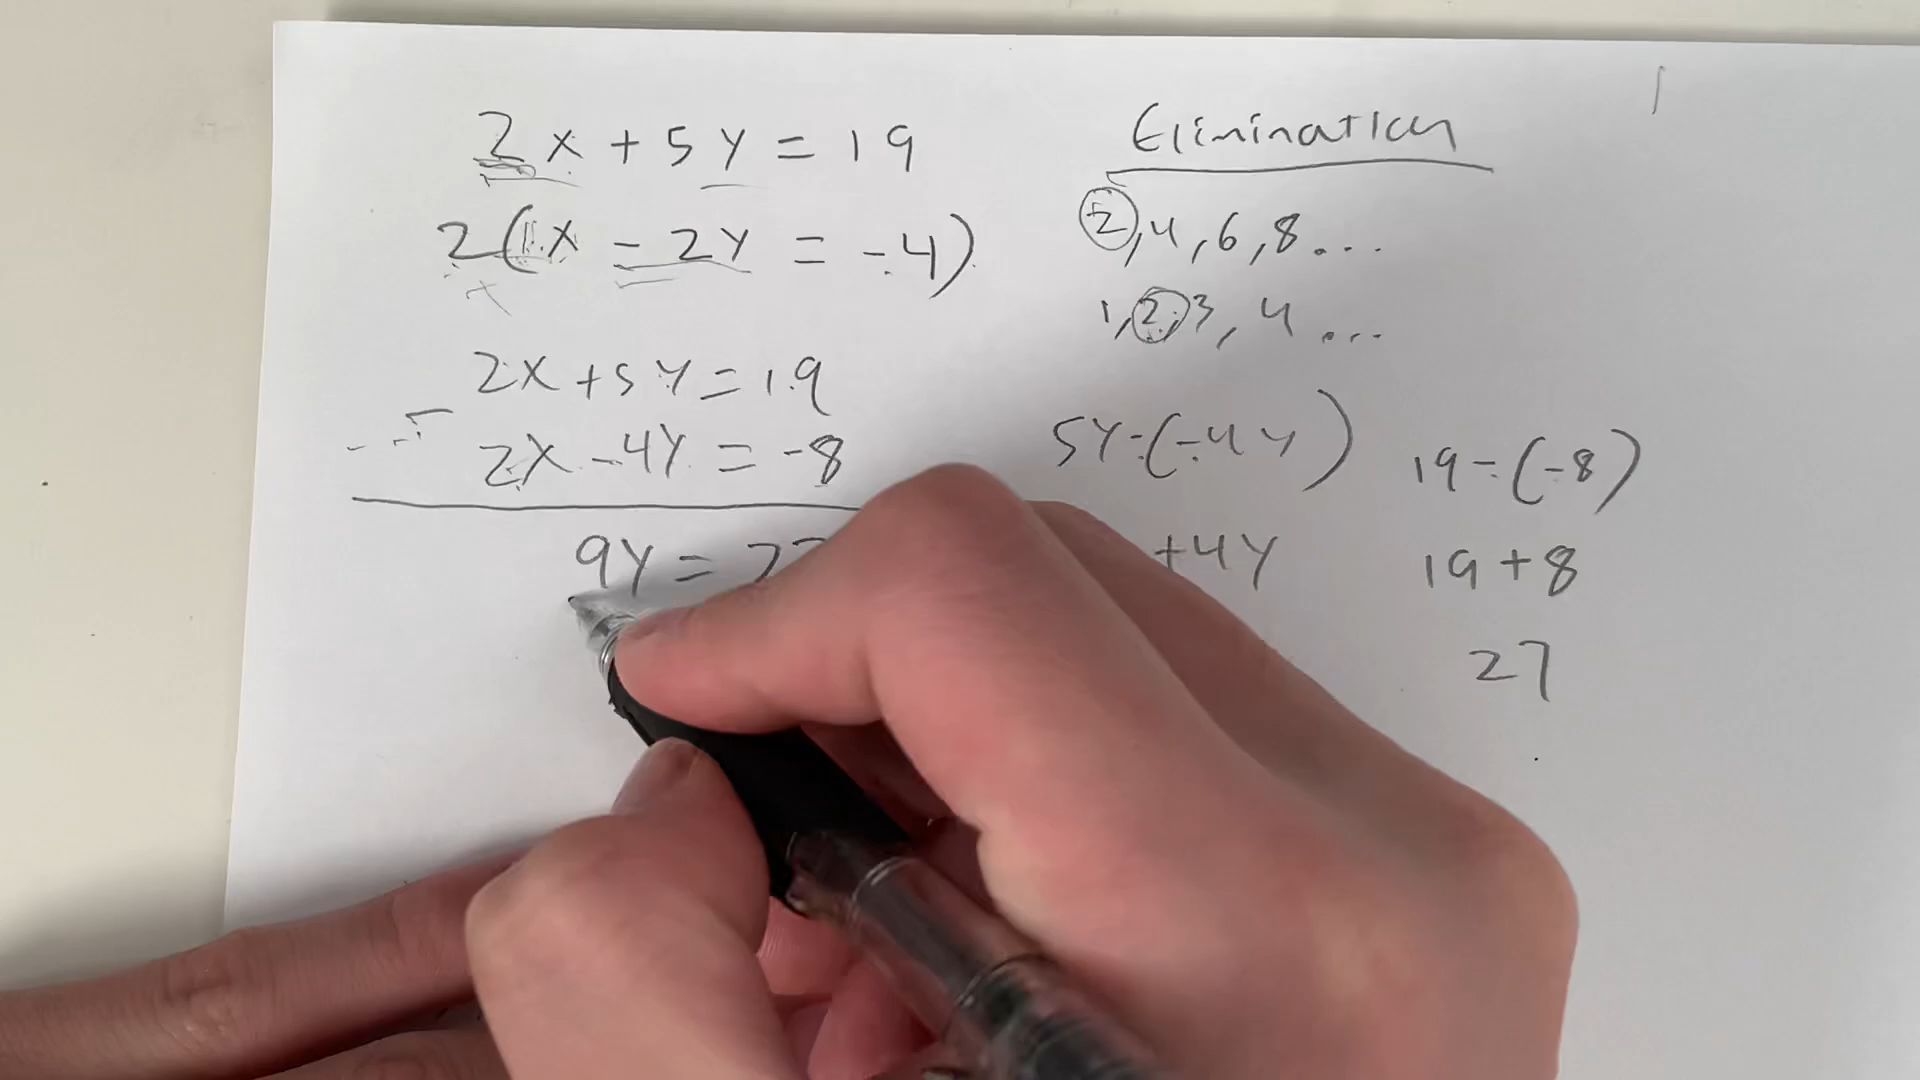 2x + 5y = 19
2(1x - 2y = -4)
2x + 5y = 19
- 2x - 4y = -8
9y = 27
Elimination
2, 4, 6, 8...
1, 2, 3, 4...
5y - (-4y)
+4y
19 - (-8)
19 + 8
27